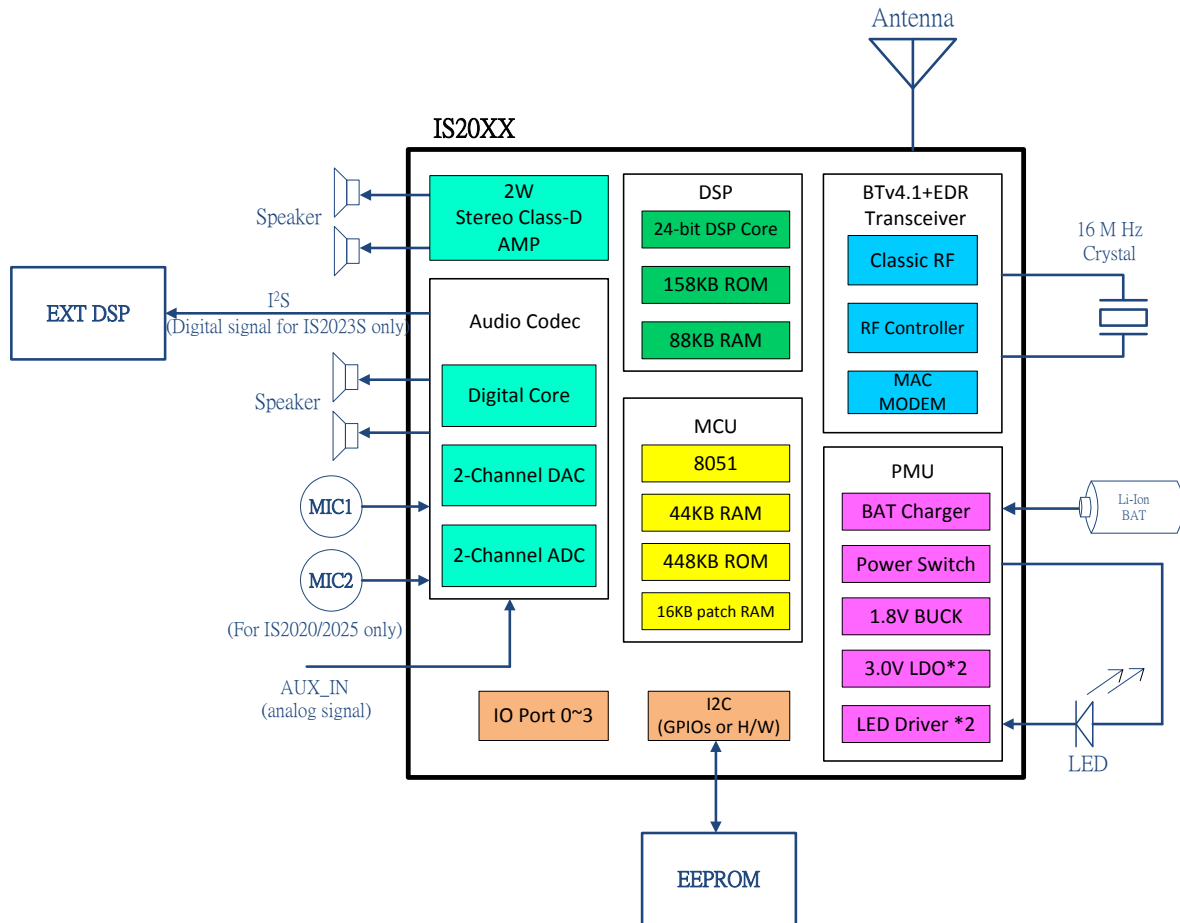 Antenna
IS20XX
2W
Stereo Class-D
AMP
Speaker
DSP
24-bit DSP Core
158KB ROM
88KB RAM
BTv4.1+EDR
Transceiver
Classic RF
RF Controller
MAC
MODEM
16 M Hz
Crystal
EXT DSP
I²S
(Digital signal for IS2023S only)
Audio Codec
Digital Core
2-Channel DAC
2-Channel ADC
Speaker
MIC1
MIC2
(For IS2020/2025 only)
AUX_IN
(analog signal)
MCU
8051
44KB RAM
448KB ROM
16KB patch RAM
PMU
BAT Charger
Power Switch
1.8V BUCK
3.0V LDO*2
LED Driver *2
Li-Ion
BAT
LED
IO Port 0~3
I2C
(GPIOs or H/W)
EEPROM